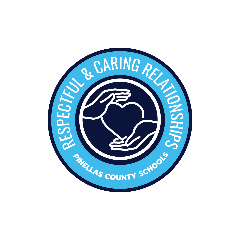 RESPECTFUL & CARING RELATIONSHIPS
PINELLAS COUNTY SCHOOLS